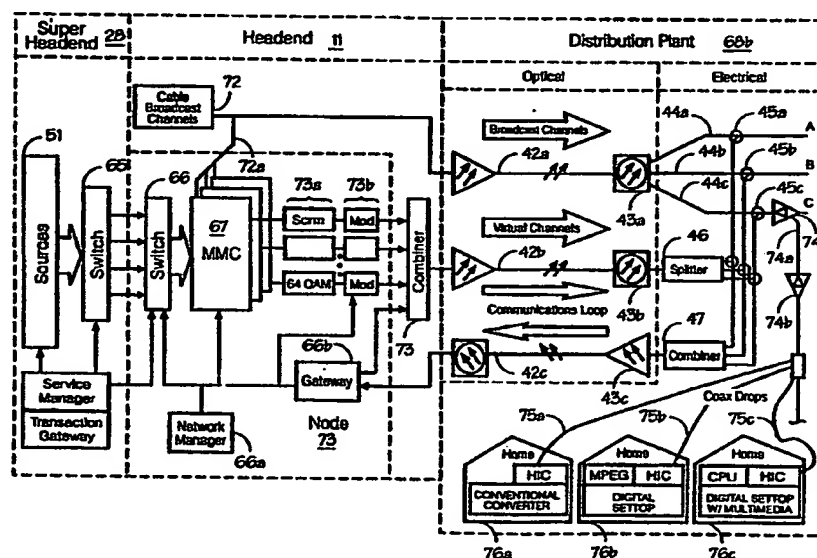 Super Headend 28
Headend 11
Distribution Plant 68b
Optical
Electrical
72
Cable Broadcast Channels
72a
51
65
66
67
73a
73b
Sources
Switch
Switch
MMC
Scrm
Mod
64 QAM
Mod
Combiner
73
Broadcast Channels
42a
43a
44a
44b
44c
45a
45b
45c
A
B
C
74
74a
74b
Virtual Channels
42b
43b
46
Splitter
Communications Loop
47
Combiner
42c
43c
66b
Gateway
Service Manager
Transaction Gateway
Network Manager
66a
Node
73
Coax Drops
75a
75b
75c
Home
HIC
CONVENTIONAL CONVERTER
76a
Home
MPEG
HIC
DIGITAL SETTOP
76b
Home
CPU
HIC
DIGITAL SETTOP W/ MULTIMEDIA
76c